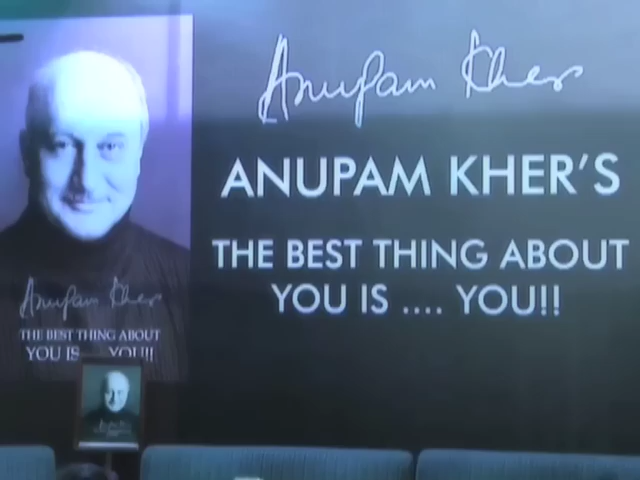 Anupam Kher
ANUPAM KHER'S
THE BEST THING ABOUT
YOU IS .... YOU!!
Anupam Kher
THE BEST THING ABOUT
YOU IS YOU!!